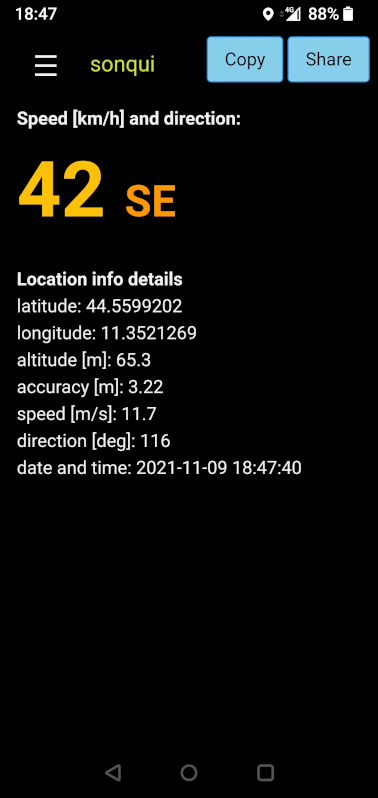 18:47 4G 88%
sonqui Copy Share
Speed [km/h] and direction:
42 SE
Location info details
latitude: 44.5599202
longitude: 11.3521269
altitude [m]: 65.3
accuracy [m]: 3.22
speed [m/s]: 11.7
direction [deg]: 116
date and time: 2021-11-09 18:47:40